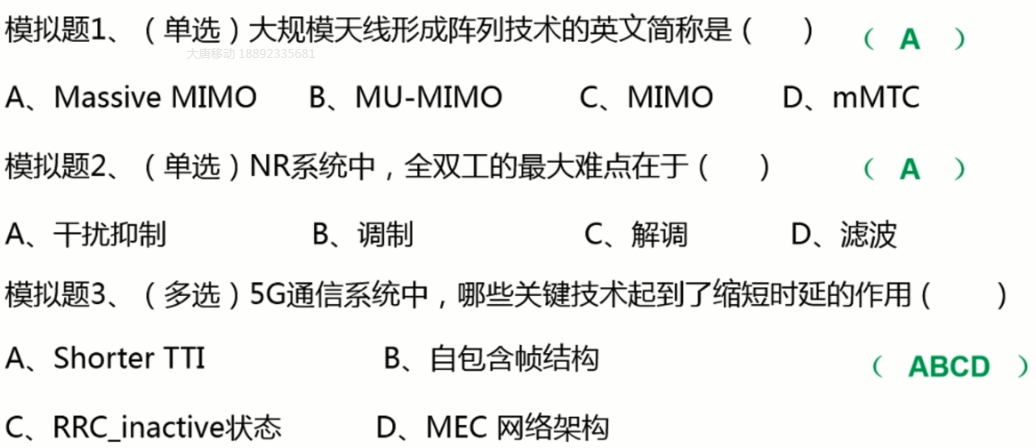 模拟题1、（单选）大规模天线形成阵列技术的英文简称是（ ） （ A ）
大唐移动 18892335681
A、Massive MIMO B、MU-MIMO C、MIMO D、mMTC
模拟题2、（单选）NR系统中，全双工的最大难点在于（ ） （ A ）
A、干扰抑制 B、调制 C、解调 D、滤波
模拟题3、（多选）5G通信系统中，哪些关键技术起到了缩短时延的作用（ ）
A、Shorter TTI B、自包含帧结构 （ ABCD ）
C、RRC_inactive状态 D、MEC 网络架构